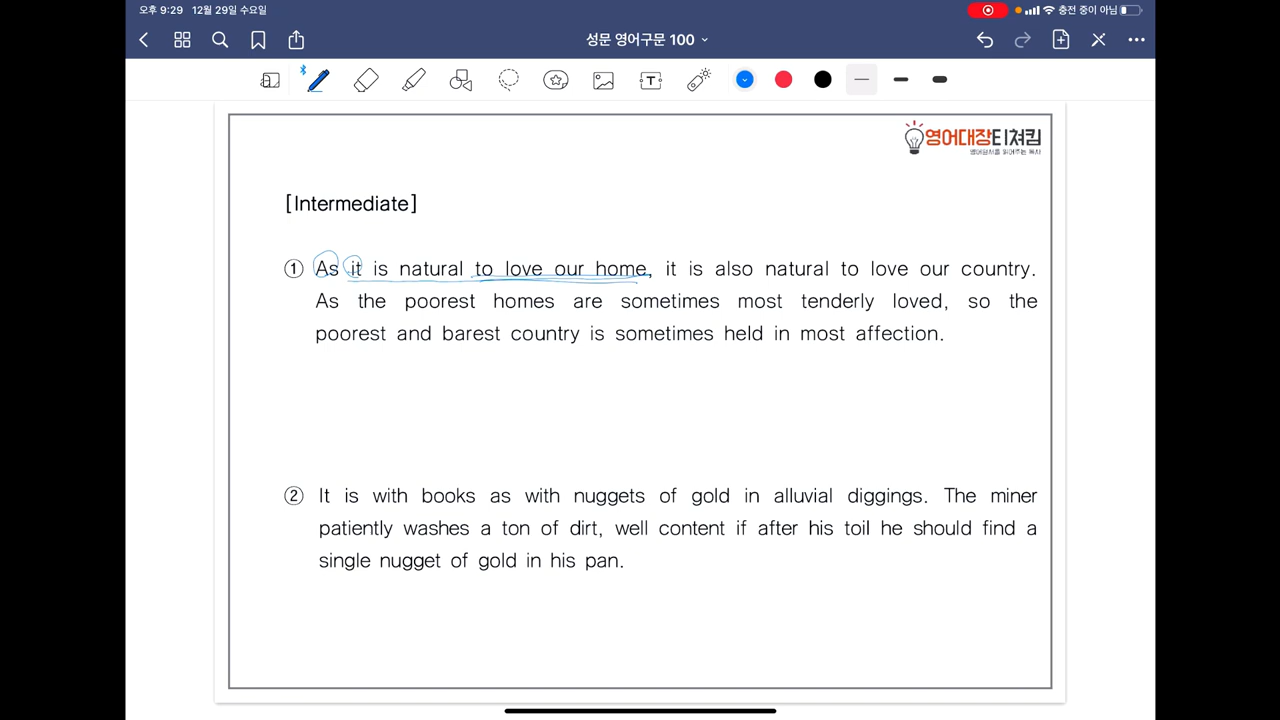 오후 9:29 12월 29일 수요일
충전 중이 아님
성문 영어구문 100
T
영어대장티쳐킴
[Intermediate]
① As it is natural to love our home, it is also natural to love our country.
As the poorest homes are sometimes most tenderly loved, so the
poorest and barest country is sometimes held in most affection.
② It is with books as with nuggets of gold in alluvial diggings. The miner
patiently washes a ton of dirt, well content if after his toil he should find a
single nugget of gold in his pan.